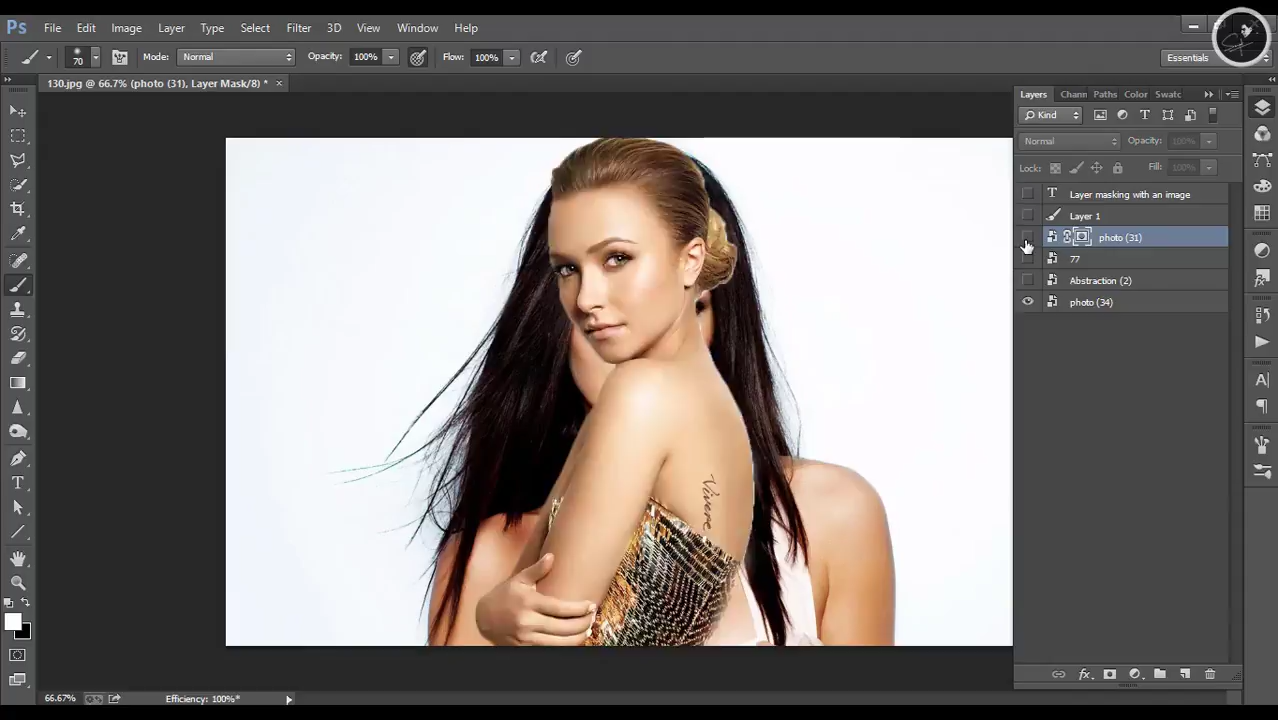 Ps File Edit Image Layer Type Select Filter 3D View Window Help
70 Mode: Normal Opacity: 100% Flow: 100% Essentials
130.jpg @ 66.7% (photo (31), Layer Mask/8) * ×
Layers Chann Paths Color Swatc
Kind
Normal Opacity: 100%
Lock: Fill: 100%
Layer masking with an image
Layer 1
photo (31)
77
Abstraction (2)
photo (34)
Vivere
66.67% Efficiency: 100%*